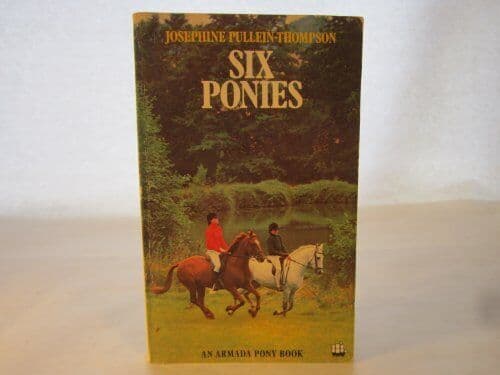 JOSEPHINE PULLEIN-THOMPSON
SIX
PONIES
AN ARMADA PONY BOOK